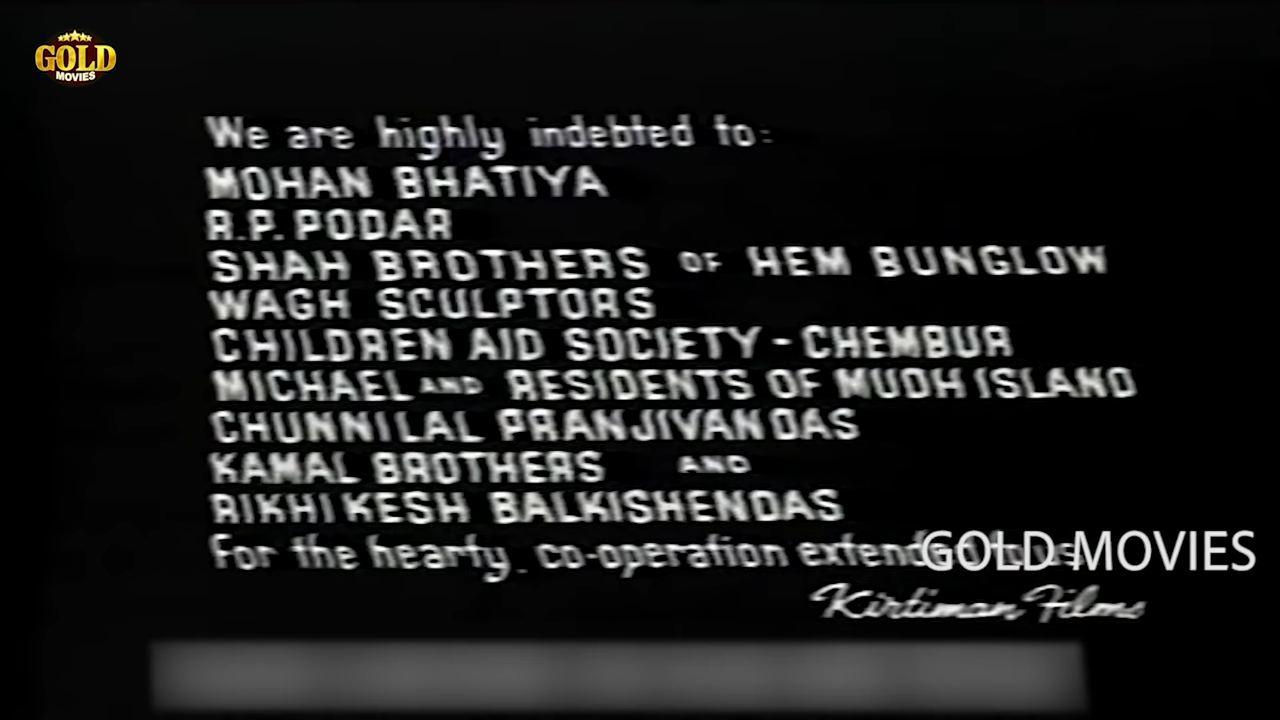 GOLD
MOVIES
We are highly indebted to:
MOHAN BHATIYA
R.P. PODAR
SHAH BROTHERS OF HEM BUNGLOW
WAGH SCULPTORS
CHILDREN AID SOCIETY - CHEMBUR
MICHAEL AND RESIDENTS OF MUDH ISLAND
CHUNNILAL PRANJIVANDAS
KAMAL BROTHERS AND
RIKHIKESH BALKISHENDAS
For the hearty, co-operation
GOLD MOVIES
Kirtiman Films